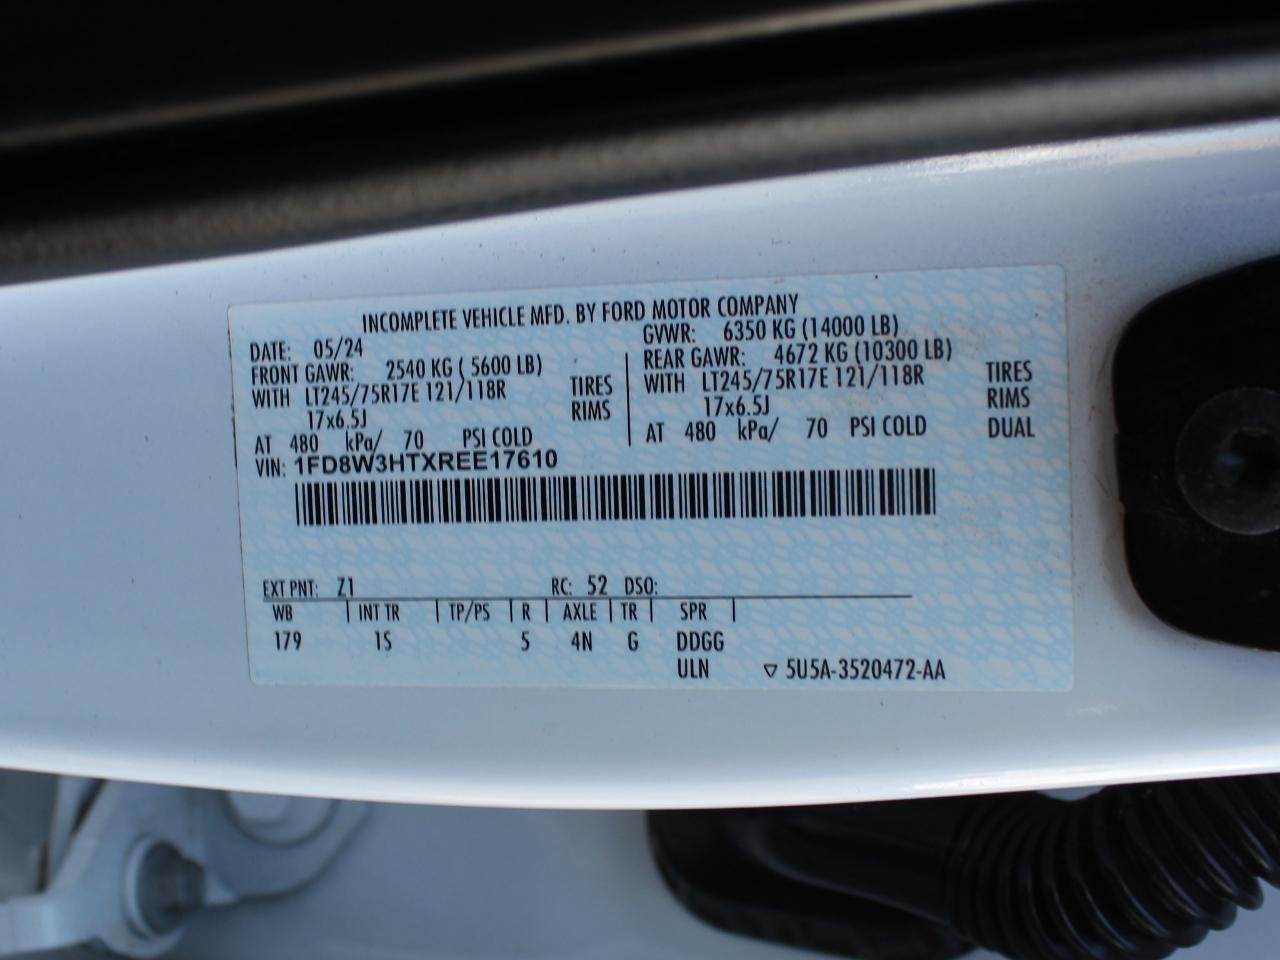 INCOMPLETE VEHICLE MFD. BY FORD MOTOR COMPANY
DATE: 05/24 GVWR: 6350 KG (14000 LB)
FRONT GAWR: 2540 KG ( 5600 LB) REAR GAWR: 4672 KG (10300 LB)
WITH LT245/75R17E 121/118R TIRES WITH LT245/75R17E 121/118R TIRES
17x6.5J RIMS 17x6.5J RIMS
AT 480 kPa/ 70 PSI COLD AT 480 kPa/ 70 PSI COLD DUAL
VIN: 1FD8W3HTXREE17610
EXT PNT: Z1 RC: 52 DSO:
WB INT TR TP/PS R AXLE TR SPR
179 1S 5 4N G DDGG
ULN ▽ 5U5A-3520472-AA